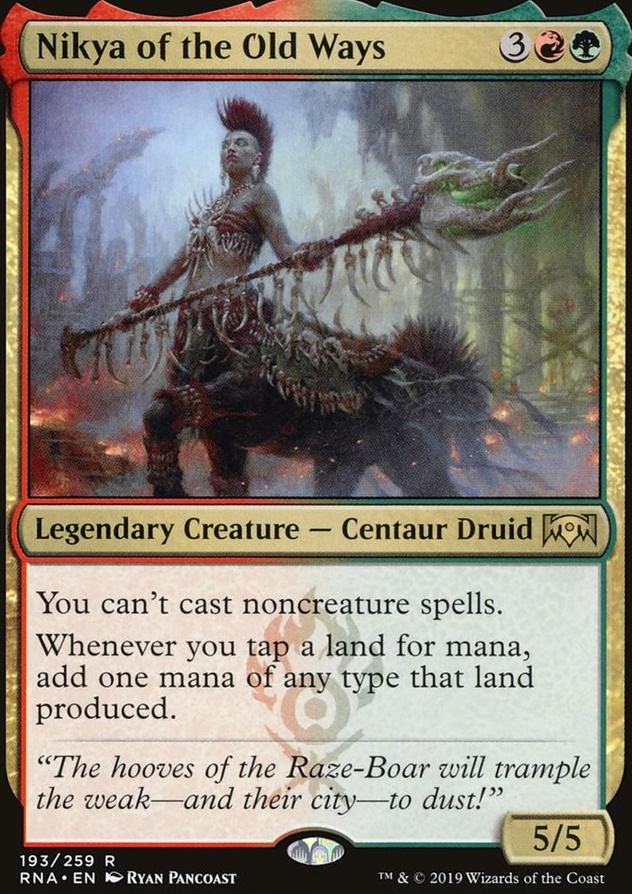 Nikya of the Old Ways 3
Legendary Creature — Centaur Druid
You can't cast noncreature spells.
Whenever you tap a land for mana,
add one mana of any type that land
produced.
“The hooves of the Raze-Boar will trample
the weak—and their city—to dust!”
5/5
193/259 R
RNA • EN Ryan Pancoast
™ & © 2019 Wizards of the Coast